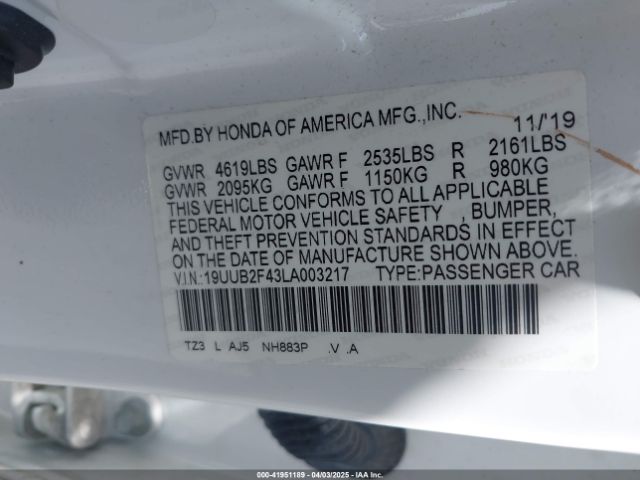 MFD.BY HONDA OF AMERICA MFG.,INC. 11/'19
GVWR 4619LBS GAWR F 2535LBS R 2161LBS
GVWR 2095KG GAWR F 1150KG R 980KG
THIS VEHICLE CONFORMS TO ALL APPLICABLE
FEDERAL MOTOR VEHICLE SAFETY , BUMPER,
AND THEFT PREVENTION STANDARDS IN EFFECT
ON THE DATE OF MANUFACTURE SHOWN ABOVE.
V.I.N.:19UUB2F43LA003217 TYPE:PASSENGER CAR
TZ3 L AJ5 NH883P .V .A
000-41951189 - 04/03/2025 - IAA Inc.